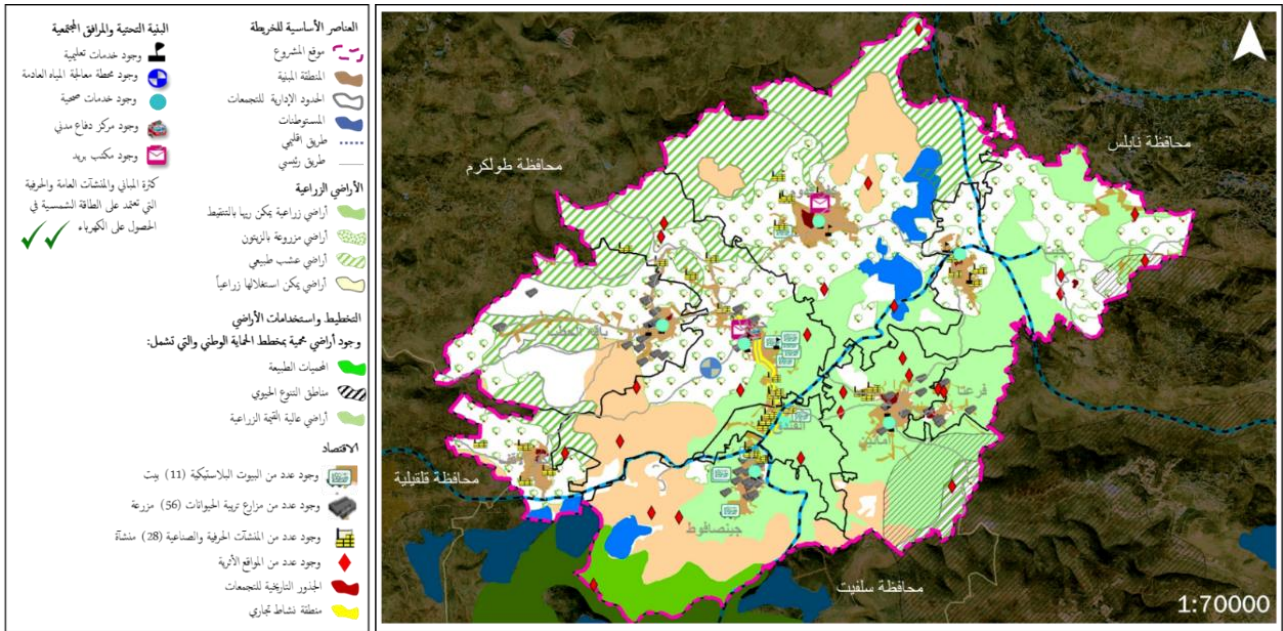 العناصر الأساسية للخريطة
موقع المشروع
المنطقة المبنية
الحدود الإدارية للتجمعات
المستوطنات
طريق اقليمي
طريق رئيسي
الأراضي الزراعية
أراضي زراعية يمكن ريها بالتنقيط
أراضي مزروعة بالزيتون
أراضي عشب طبيعي
أراضي يمكن استغلالها زراعياً
التخطيط واستخدامات الأراضي
وجود أراضي محمية بمخطط الحماية الوطني والتي تشمل:
المحميات الطبيعة
مناطق التنوع الحيوي
أراضي عالية القيمة الزراعية
الاقتصاد
وجود عدد من البيوت البلاستيكية (11) بيت
وجود عدد من مزارع تربية الحيوانات (56) مزرعة
وجود عدد من المنشآت الحرفية والصناعية (28) منشآة
وجود عدد من المواقع الأثرية
الجذور التاريخية للتجمعات
منطقة نشاط تجاري
البنية التحتية والمرافق المجتمعية
وجود خدمات تعليمية
وجود محطة معالجة المياه العادمة
وجود خدمات صحية
وجود مركز دفاع مدني
وجود مكتب بريد
كثرة المباني والمنشآت العامة والحرفية
التي تعتمد على الطاقة الشمسية في
الحصول على الكهرباء
محافظة نابلس
محافظة طولكرم
فرعتا
اماتين
محافظة قلقيلية
جينصافوط
محافظة سلفيت
1:70000